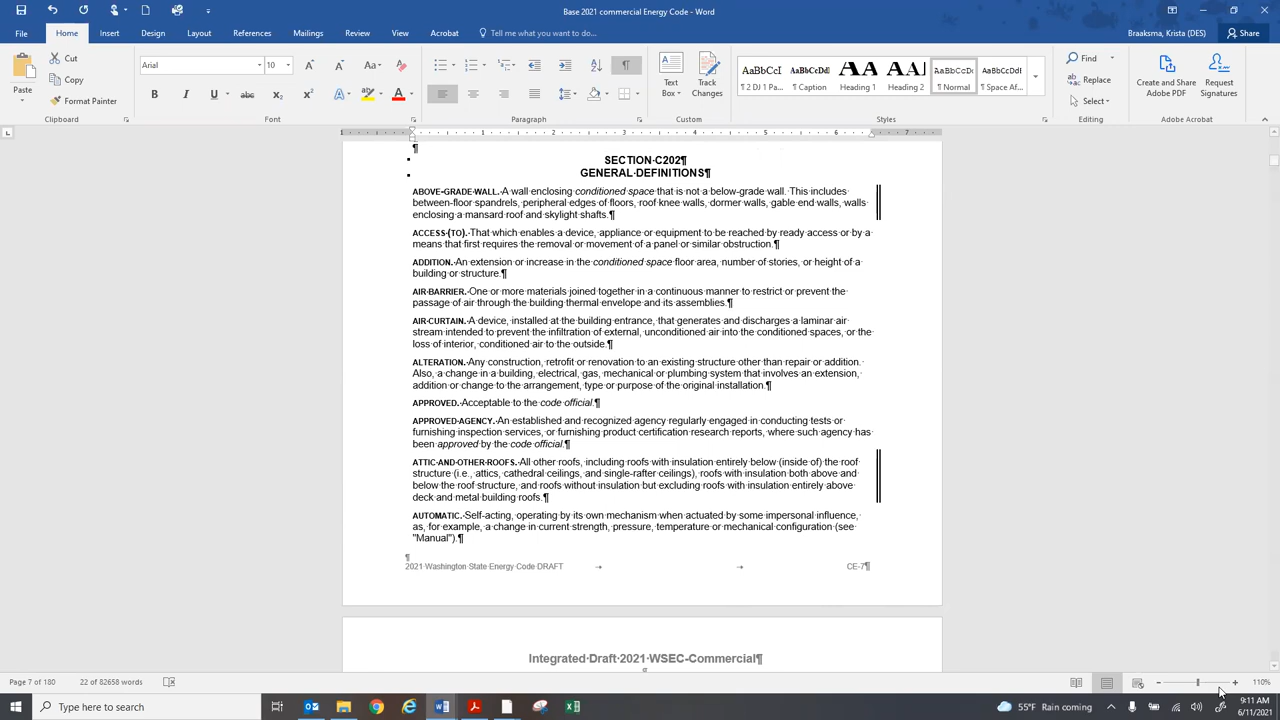 Base 2021 commercial Energy Code - Word
Braaksma, Krista (DES)
File Home Insert Design Layout References Mailings Review View Acrobat Tell me what you want to do... Share
Paste
Cut
Copy
Format Painter
Clipboard
Arial 10
Font
Paragraph
Text Box
Track Changes
Custom
¶ 2 DJ 1 Pa... ¶ Caption Heading 1 Heading 2 ¶ Normal ¶ Space Af...
Styles
Find
Replace
Select
Editing
Create and Share Adobe PDF
Request Signatures
Adobe Acrobat
SECTION·C202¶
GENERAL·DEFINITIONS¶
ABOVE-GRADE·WALL.·A wall enclosing conditioned space that is not a below-grade wall. This includes
between-floor spandrels, peripheral edges of floors, roof knee walls, dormer walls, gable end walls, walls
enclosing a mansard roof and skylight shafts.¶
ACCESS·(TO).·That which enables a device, appliance or equipment to be reached by ready access or by a
means that first requires the removal or movement of a panel or similar obstruction.¶
ADDITION.·An extension or increase in the conditioned space floor area, number of stories, or height of a
building or structure.¶
AIR·BARRIER.·One or more materials joined together in a continuous manner to restrict or prevent the
passage of air through the building thermal envelope and its assemblies.¶
AIR·CURTAIN.·A device, installed at the building entrance, that generates and discharges a laminar air
stream intended to prevent the infiltration of external, unconditioned air into the conditioned spaces, or the
loss of interior, conditioned air to the outside.¶
ALTERATION.·Any construction, retrofit or renovation to an existing structure other than repair or addition.
Also, a change in a building, electrical, gas, mechanical or plumbing system that involves an extension,
addition or change to the arrangement, type or purpose of the original installation.¶
APPROVED.·Acceptable to the code official.¶
APPROVED·AGENCY.·An established and recognized agency regularly engaged in conducting tests or
furnishing inspection services, or furnishing product certification research reports, where such agency has
been approved by the code official.¶
ATTIC·AND·OTHER·ROOFS.·All other roofs, including roofs with insulation entirely below (inside of) the roof
structure (i.e., attics, cathedral ceilings, and single-rafter ceilings), roofs with insulation both above and
below the roof structure, and roofs without insulation but excluding roofs with insulation entirely above
deck and metal building roofs.¶
AUTOMATIC.·Self-acting, operating by its own mechanism when actuated by some impersonal influence,
as, for example, a change in current strength, pressure, temperature or mechanical configuration (see
"Manual").¶
2021·Washington·State·Energy·Code·DRAFT → → CE-7¶
Integrated·Draft·2021·WSEC-Commercial¶
Page 7 of 180 22 of 82658 words 110%
Type here to search
55°F Raining now
9:11 AM
6/11/2021